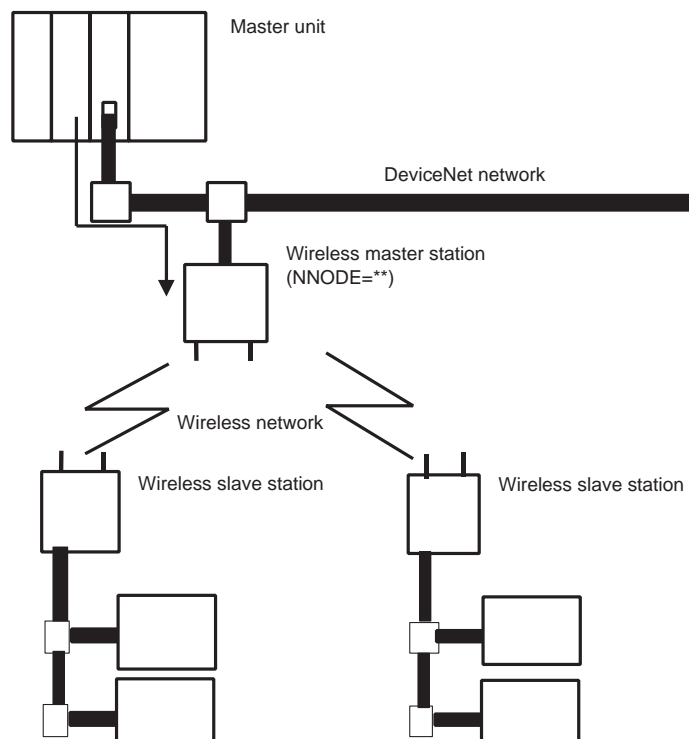 Master unit
DeviceNet network
Wireless master station
(NNODE=**)
Wireless network
Wireless slave station
Wireless slave station